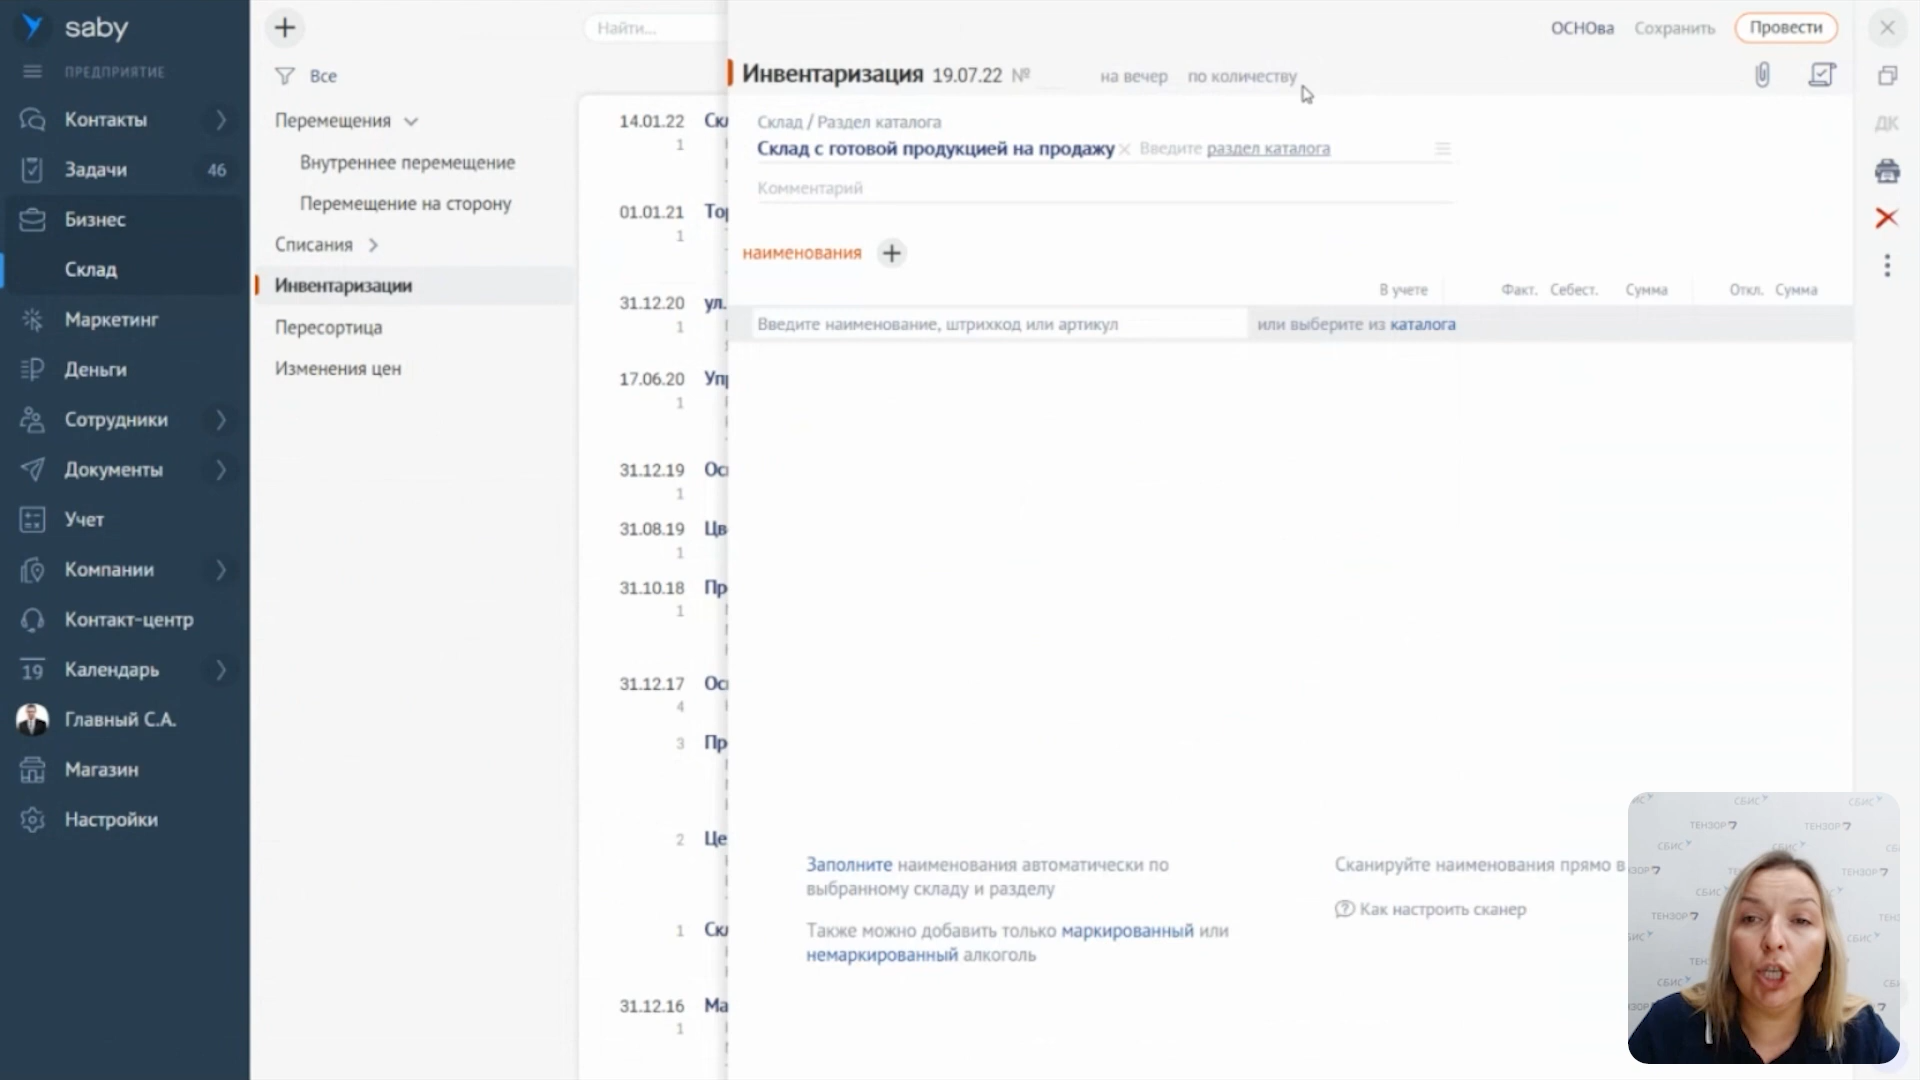 saby
ПРЕДПРИЯТИЕ
Контакты
Задачи 46
Бизнес
Склад
Маркетинг
Деньги
Сотрудники
Документы
Учет
Компании
Контакт-центр
19 Календарь
Главный С.А.
Магазин
Настройки
Найти...
Все
Перемещения
Внутреннее перемещение
Перемещение на сторону
Списания
Инвентаризации
Пересортица
Изменения цен
14.01.22
1
01.01.21
1
31.12.20 ул.
1
17.06.20
1
31.12.19
1
31.08.19
1
31.10.18
1
31.12.17
4
3
2
1
31.12.16
1
ОСНОва Сохранить Провести
Инвентаризация 19.07.22 № на вечер по количеству
Склад / Раздел каталога
Склад с готовой продукцией на продажу × Введите раздел каталога
Комментарий
наименования
В учете Факт. Себест. Сумма Откл. Сумма
Введите наименование, штрихкод или артикул или выберите из каталога
Заполните наименования автоматически по
выбранному складу и разделу
Также можно добавить только маркированный или
немаркированный алкоголь
Сканируйте наименования прямо в
Как настроить сканер
ДК
СБИС
ТЕНЗОР